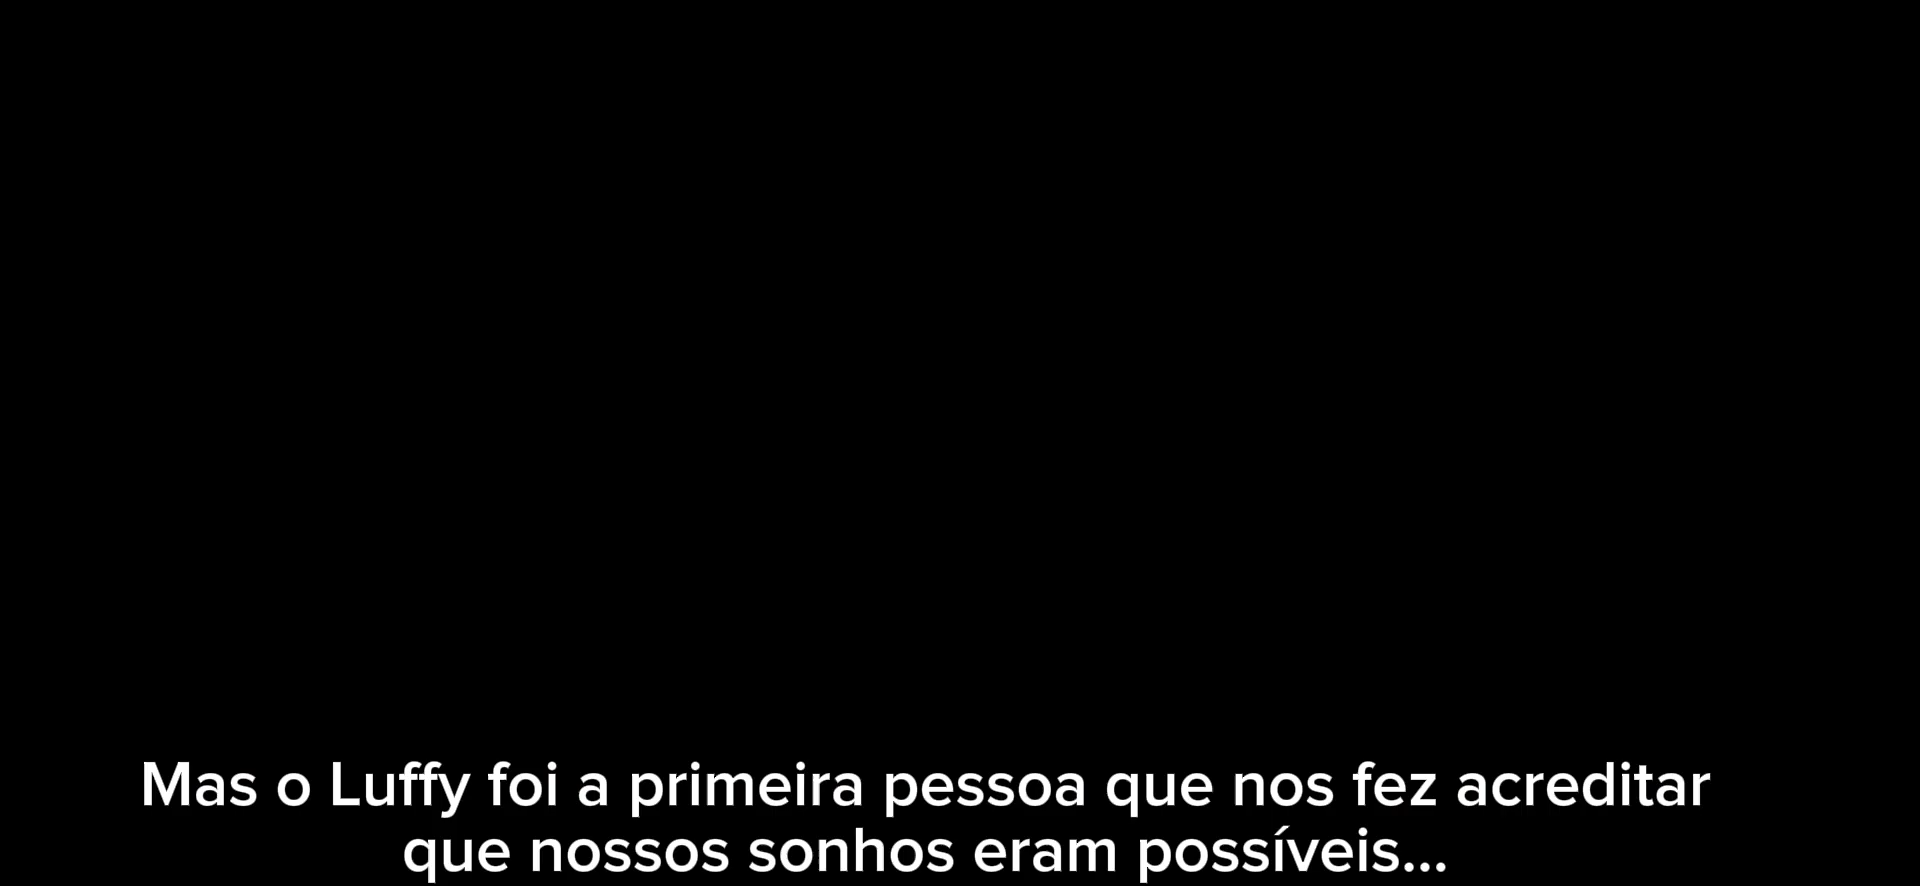 Mas o Luffy foi a primeira pessoa que nos fez acreditar
que nossos sonhos eram possíveis...